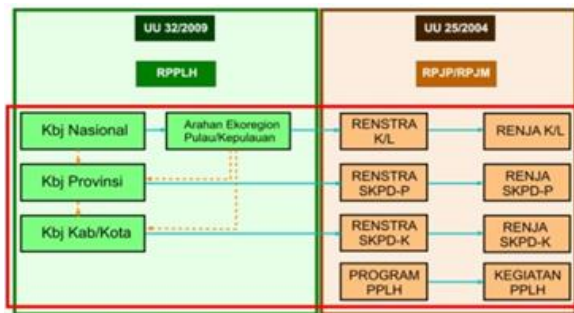 UU 32/2009
UU 25/2004
RPPLH
RPJP/RPJM
Kbj Nasional
Arahan Ekoregion
Pulau/Kepulauan
RENSTRA
K/L
RENJA K/L
Kbj Provinsi
RENSTRA
SKPD-P
RENJA
SKPD-P
Kbj Kab/Kota
RENSTRA
SKPD-K
RENJA
SKPD-K
PROGRAM
PPLH
KEGIATAN
PPLH